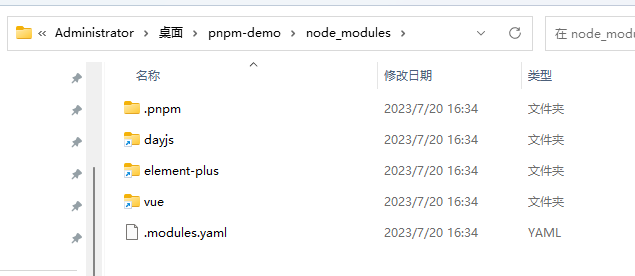 « Administrator > 桌面 > pnpm-demo > node_modules >
在 node_modu
名称 修改日期 类型
.pnpm 2023/7/20 16:34 文件夹
dayjs 2023/7/20 16:34 文件夹
element-plus 2023/7/20 16:34 文件夹
vue 2023/7/20 16:34 文件夹
.modules.yaml 2023/7/20 16:34 YAML